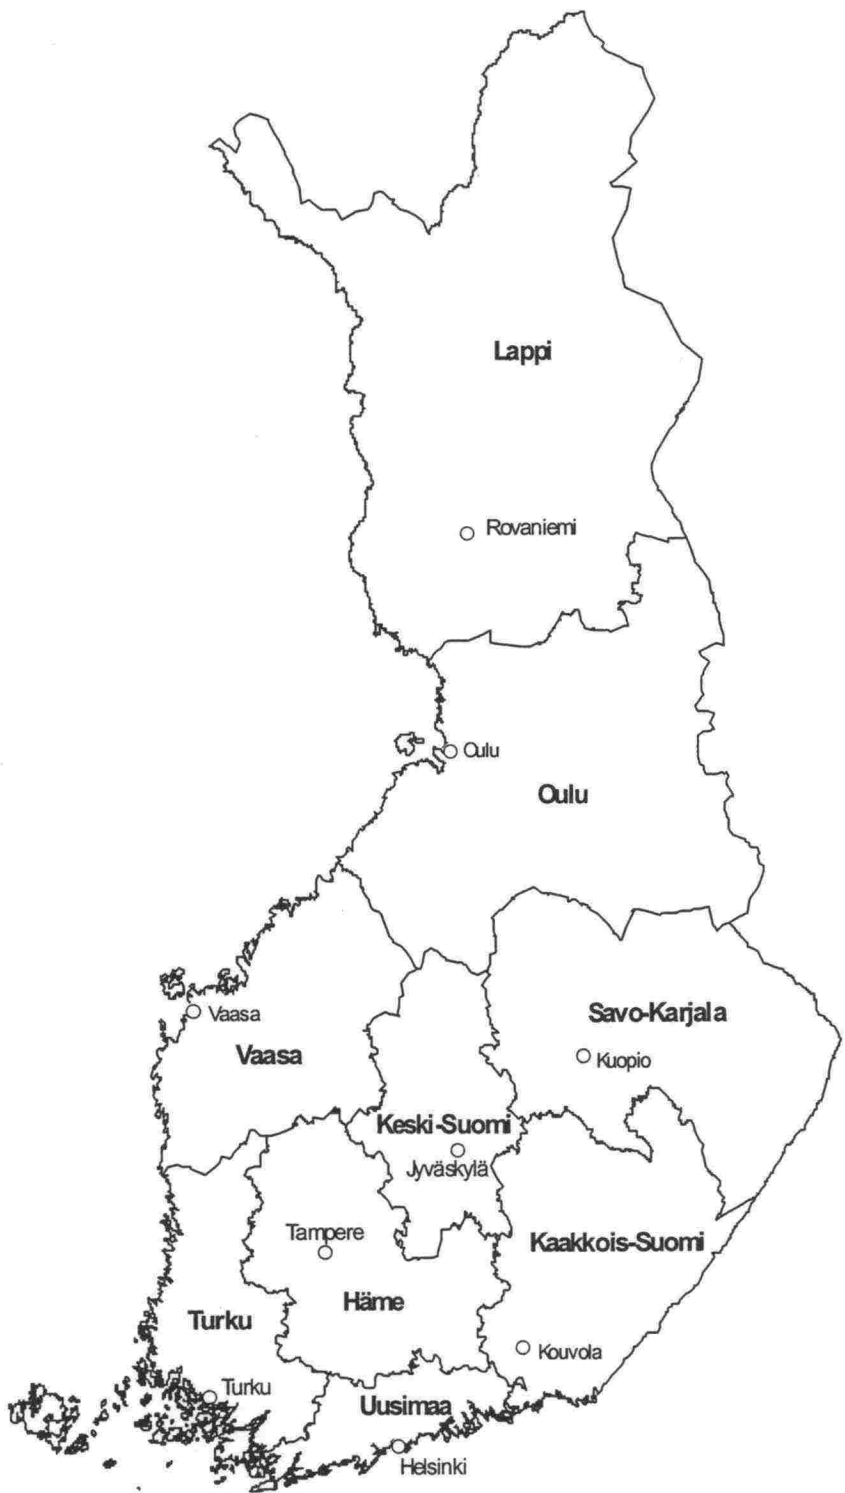 Lappi
Rovaniemi
Oulu
Oulu
Savo-Karjala
Vaasa
Vaasa
Kuopio
Keski-Suomi
Jyväskylä
Tampere
Kaakkois-Suomi
Häme
Turku
Kouvola
Turku
Uusimaa
Helsinki